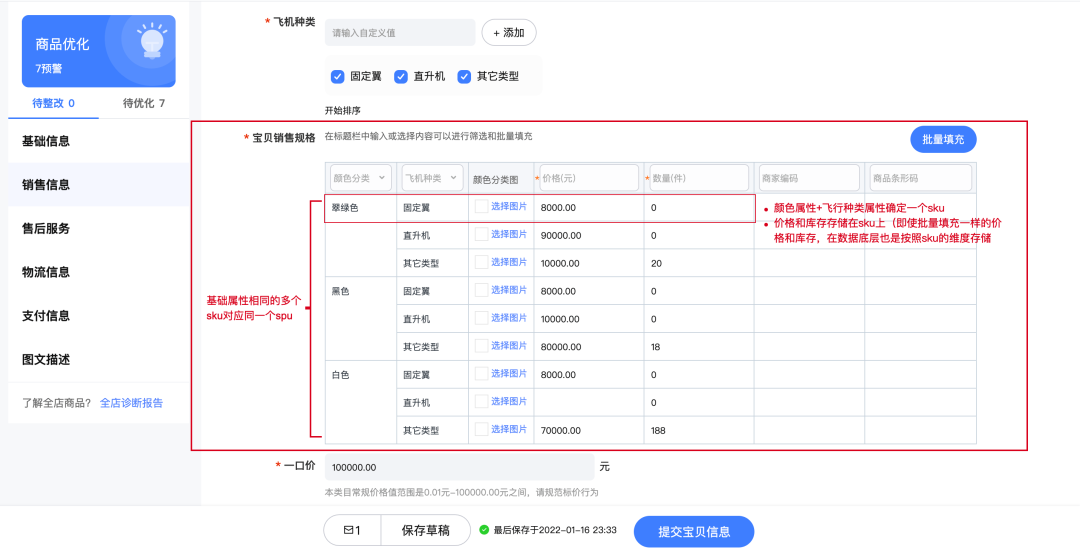 商品优化
7预警
待整改 0 待优化 7
基础信息
销售信息
售后服务
物流信息
支付信息
图文描述
了解全店商品? 全店诊断报告
* 飞机种类 请输入自定义值 + 添加
固定翼 直升机 其它类型
开始排序
* 宝贝销售规格 在标题栏中输入或选择内容可以进行筛选和批量填充 批量填充
颜色分类 飞机种类 颜色分类图 * 价格(元) * 数量(件) 商家编码 商品条形码
翠绿色 固定翼 选择图片 8000.00 0
直升机 选择图片 90000.00 0
其它类型 选择图片 10000.00 20
黑色 固定翼 选择图片 8000.00 0
直升机 选择图片 10000.00 0
其它类型 选择图片 80000.00 18
白色 固定翼 选择图片 8000.00 0
直升机 选择图片 0
其它类型 选择图片 70000.00 188
• 颜色属性+飞行种类属性确定一个sku
• 价格和库存存储在sku上（即使批量填充一样的价
格和库存，在数据底层也是按照sku的维度存储
基础属性相同的多个
sku对应同一个spu
* 一口价 100000.00 元
本类目常规价格值范围是0.01元-100000.00元之间，请规范标价行为
1 保存草稿 最后保存于2022-01-16 23:33 提交宝贝信息